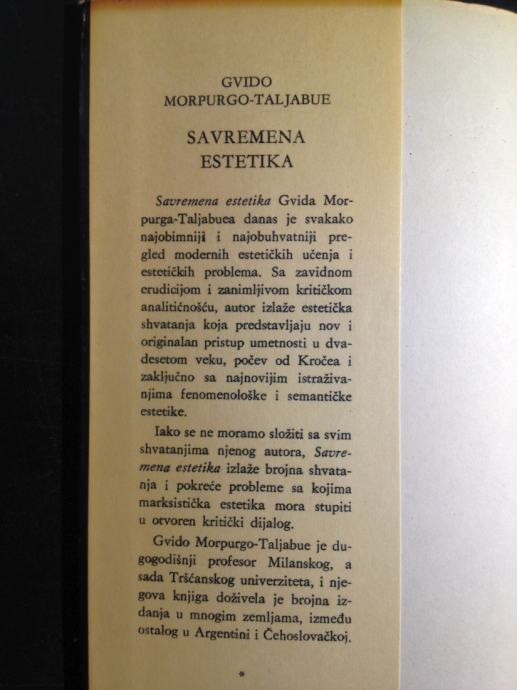 GVIDO
MORPURGO-TALJABUE
SAVREMENA
ESTETIKA
Savremena estetika Gvida Mor-
purga-Taljabuea danas je svakako
najobimniji i najobuhvatniji pre-
gled modernih estetičkih učenja i
estetičkih problema. Sa zavidnom
erudicijom i zanimljivom kritičkom
analitićnošću, autor izlaže estetička
shvatanja koja predstavljaju nov i
originalan pristup umetnosti u dva-
desetom veku, počev od Kročea i
zaključno sa najnovijim istraživa-
njima fenomenološke i semantičke
estetike.
Iako se ne moramo složiti sa svim
shvatanjima njenog autora, Savre-
mena estetika izlaže brojna shvata-
nja i pokreće probleme sa kojima
marksistička estetika mora stupiti
u otvoren kritički dijalog.
Gvido Morpurgo-Taljabue je du-
gogodišnji profesor Milanskog, a
sada Tršćanskog univerziteta, i nje-
gova knjiga doživela je brojna iz-
danja u mnogim zemljama, između
ostalog u Argentini i Čehoslovačkoj.
*